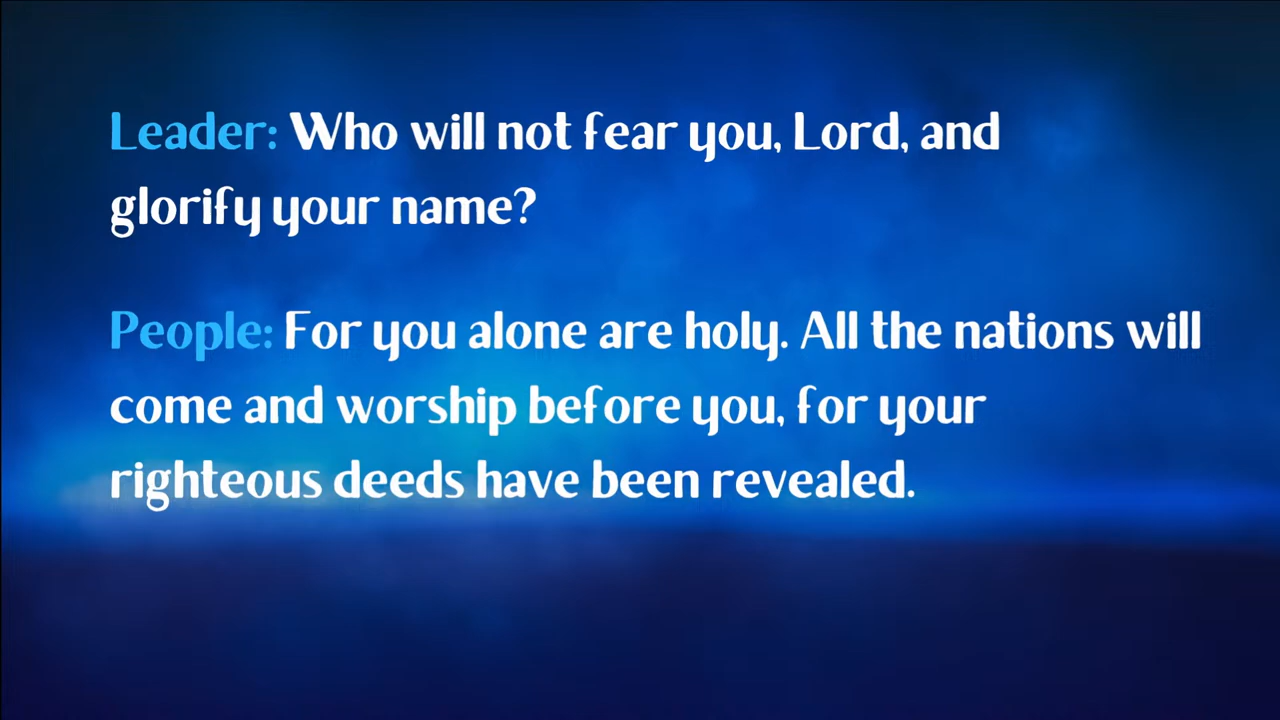 Leader: Who will not fear you, Lord, and
glorify your name?
People: For you alone are holy. All the nations will
come and worship before you, for your
righteous deeds have been revealed.